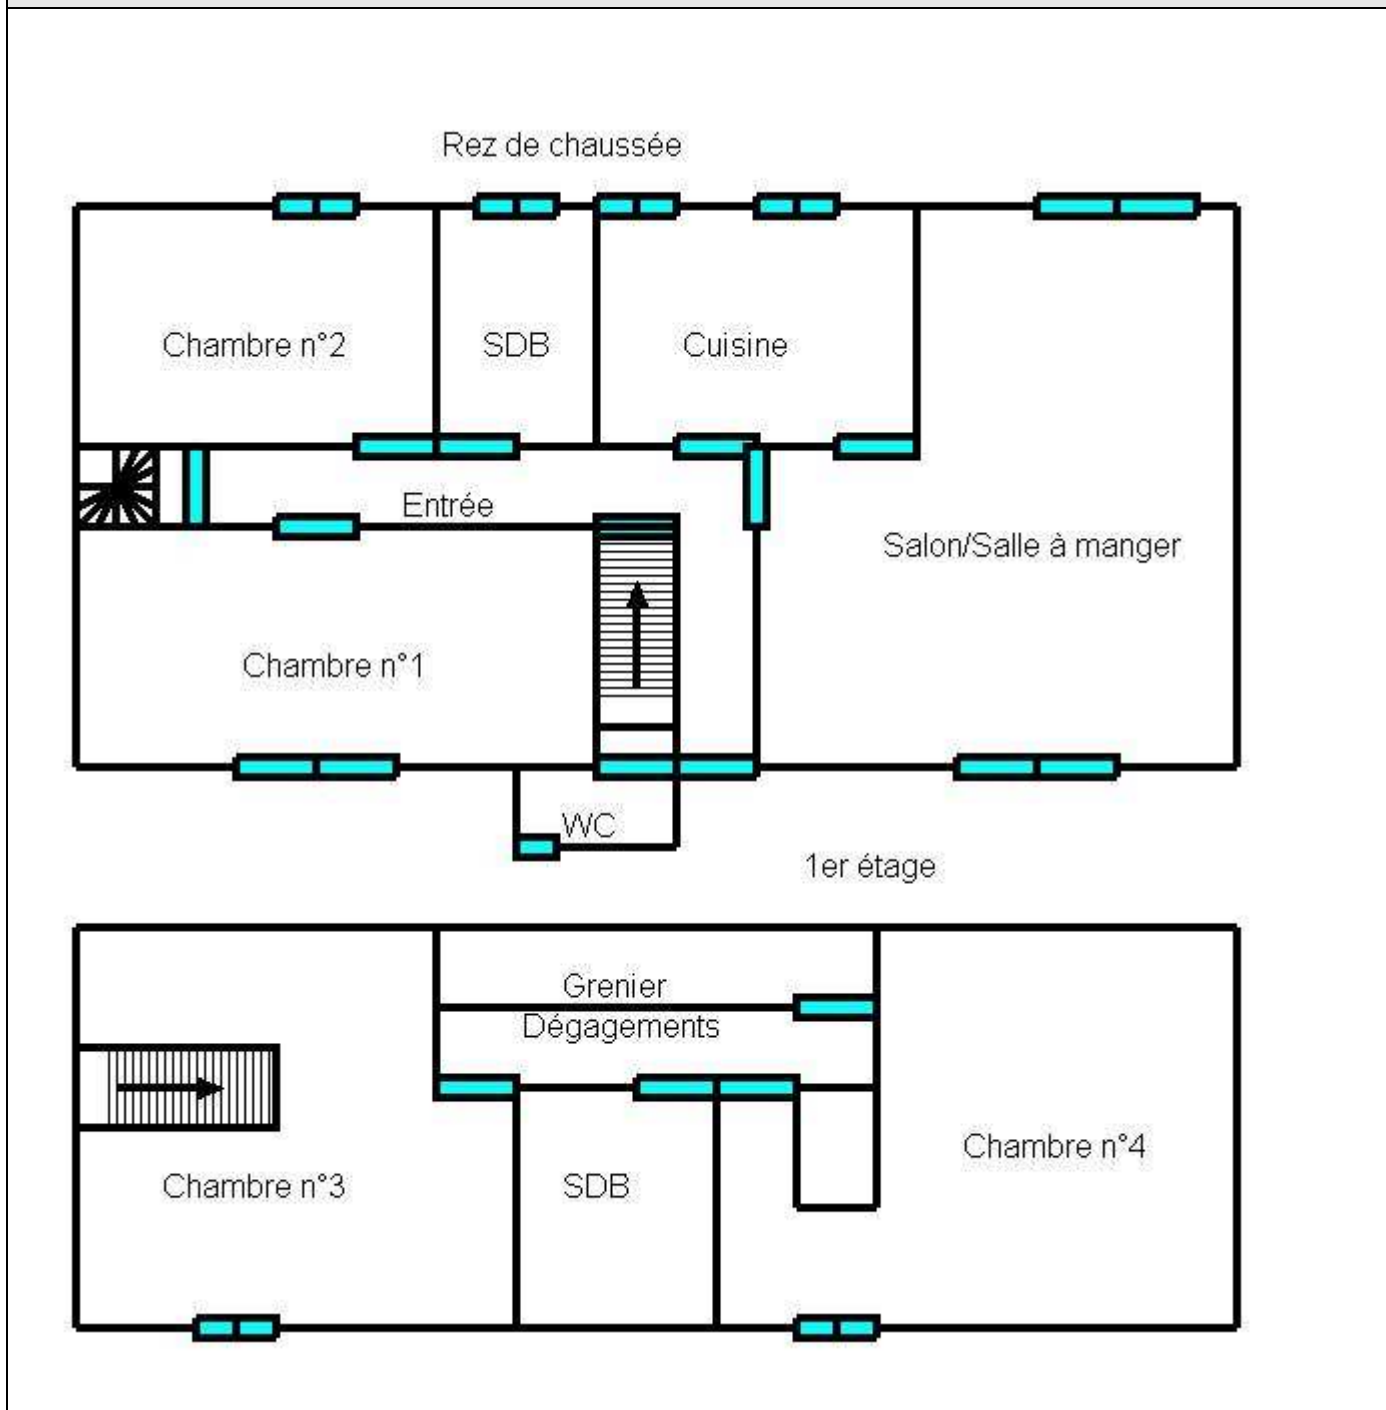 Rez de chaussée
Chambre n°2
SDB
Cuisine
Entrée
Salon/Salle à manger
Chambre n°1
WC
1er étage
Grenier
Dégagements
Chambre n°4
Chambre n°3
SDB